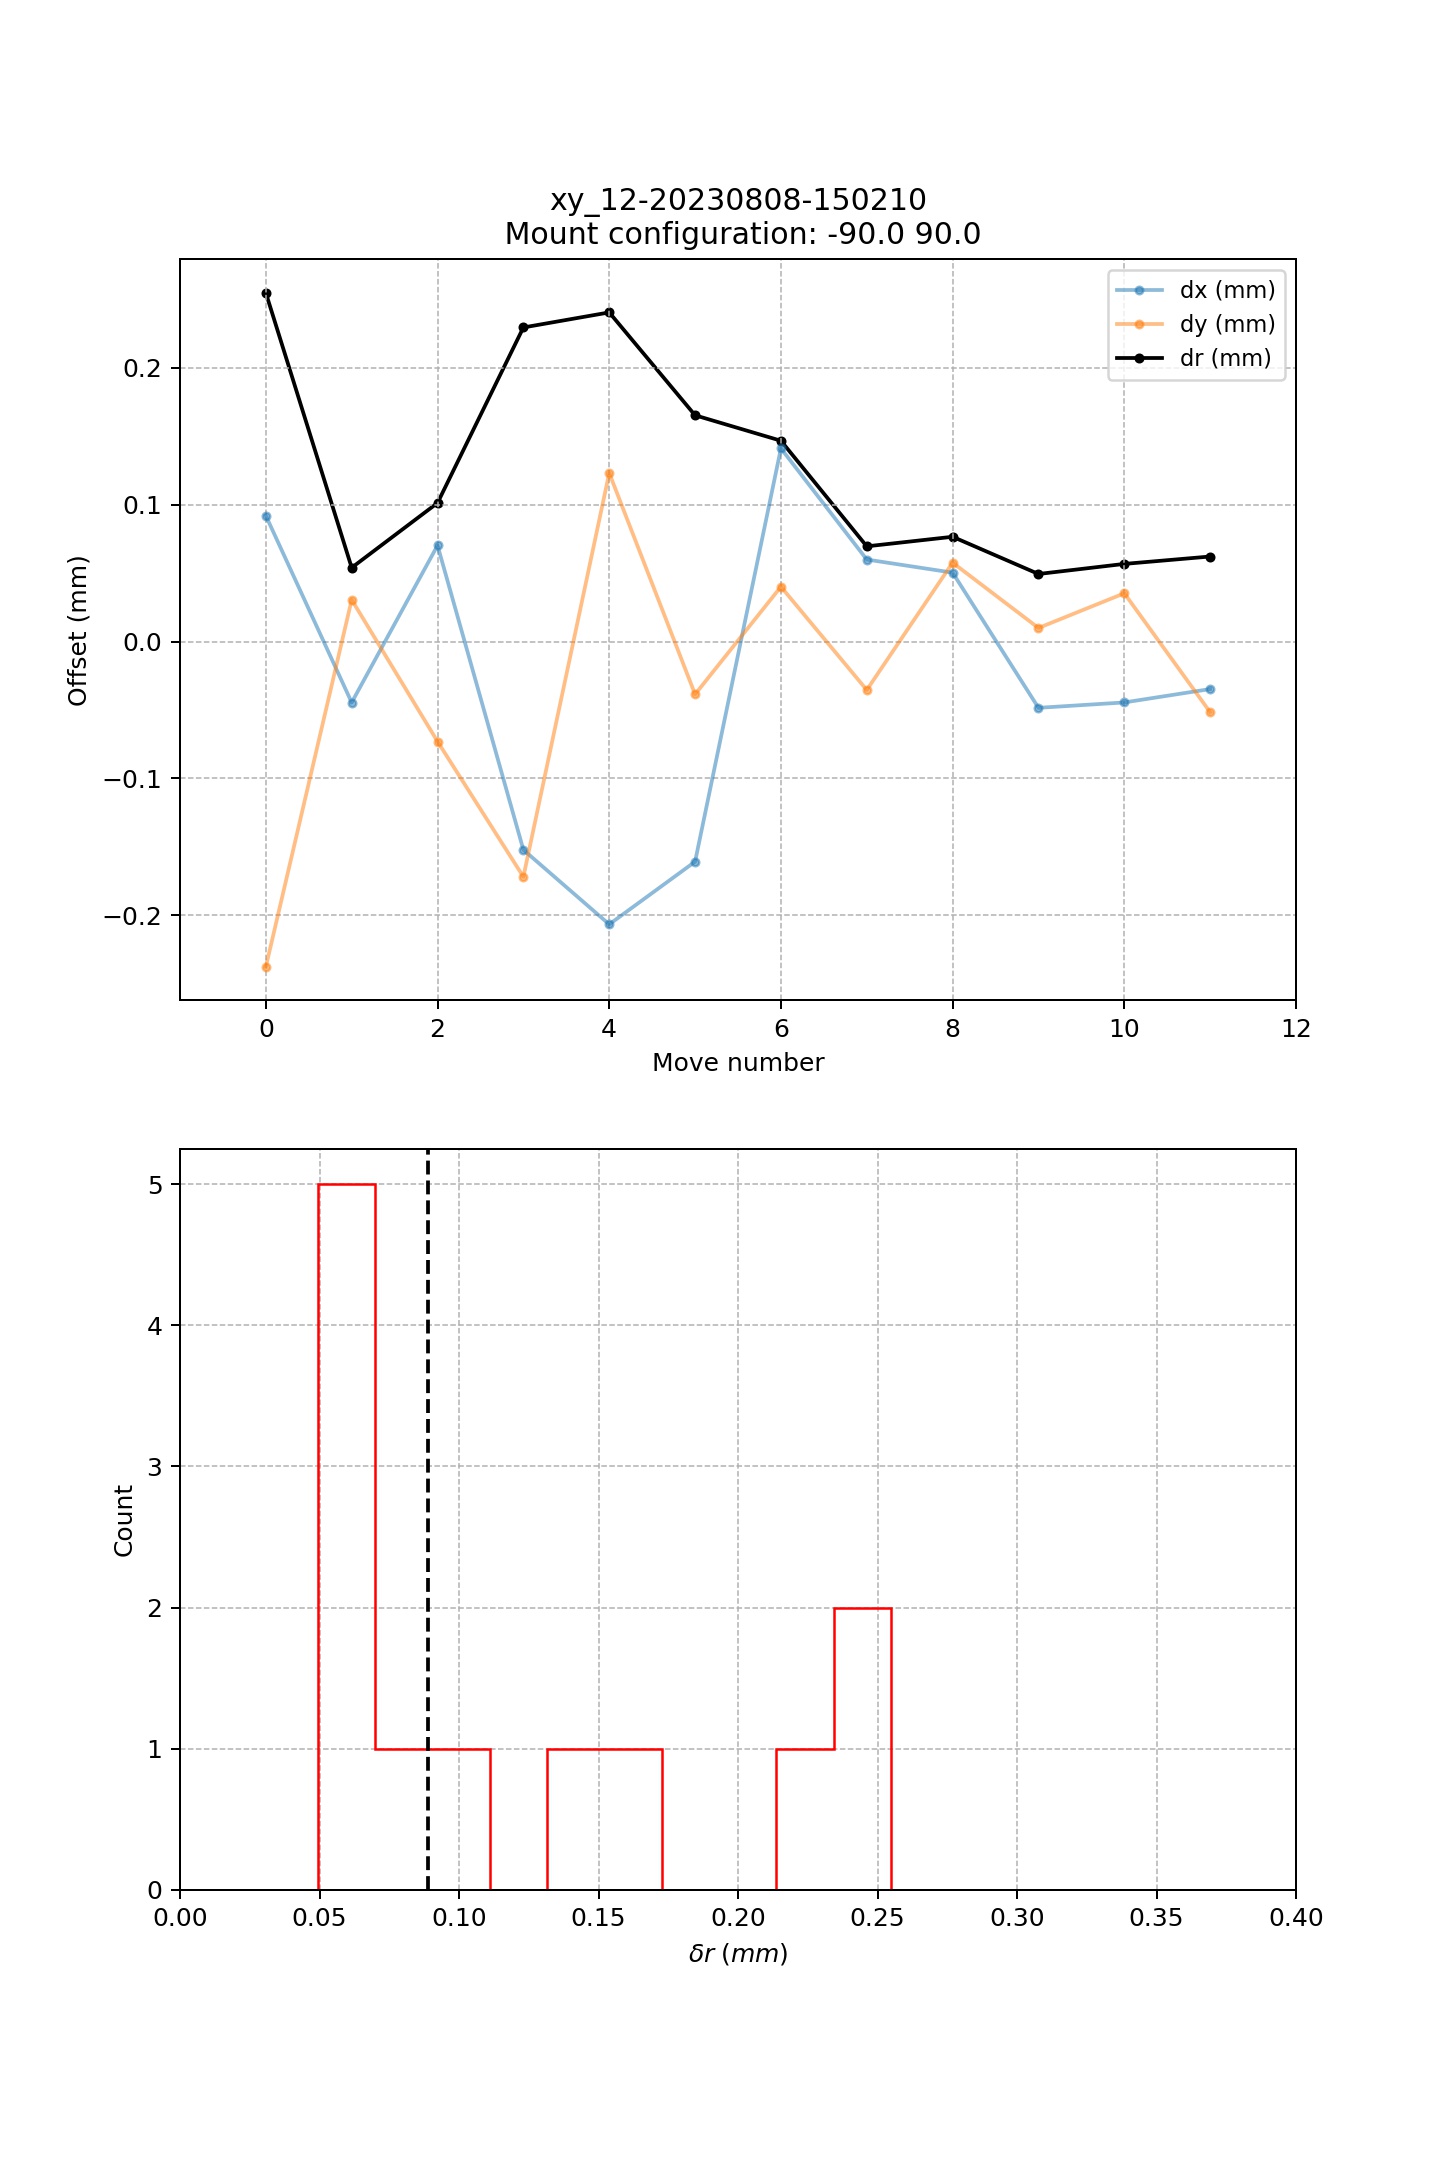 xy_12-20230808-150210
Mount configuration: -90.0 90.0
dx (mm)
dy (mm)
dr (mm)
0.2
0.1
0.0
−0.1
−0.2
Offset (mm)
0 2 4 6 8 10 12
Move number
5
4
3
2
1
0
Count
0.00 0.05 0.10 0.15 0.20 0.25 0.30 0.35 0.40
δr (mm)